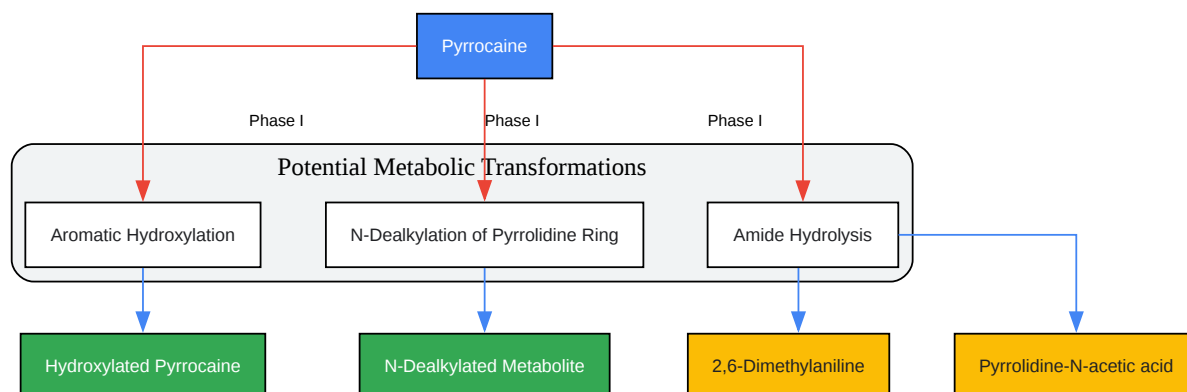 Pyrrocaine
Phase I
Phase I
Phase I
Potential Metabolic Transformations
Aromatic Hydroxylation
N-Dealkylation of Pyrrolidine Ring
Amide Hydrolysis
Hydroxylated Pyrrocaine
N-Dealkylated Metabolite
2,6-Dimethylaniline
Pyrrolidine-N-acetic acid